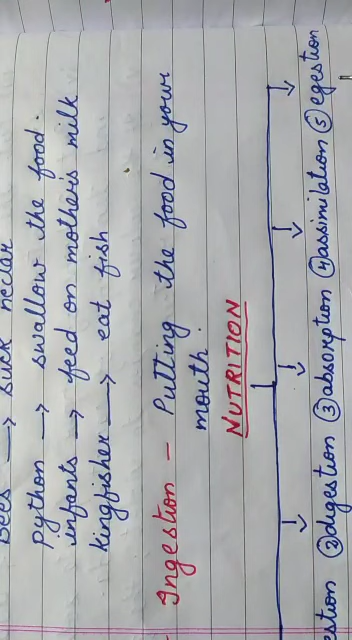 Bees → suck nectar
Python → swallow the food.
infants → feed on mother's milk
kingfisher → eat fish
Ingestion - Putting the food in your
mouth.
NUTRITION
②digestion ③absorption ④assimilation ⑤egestion